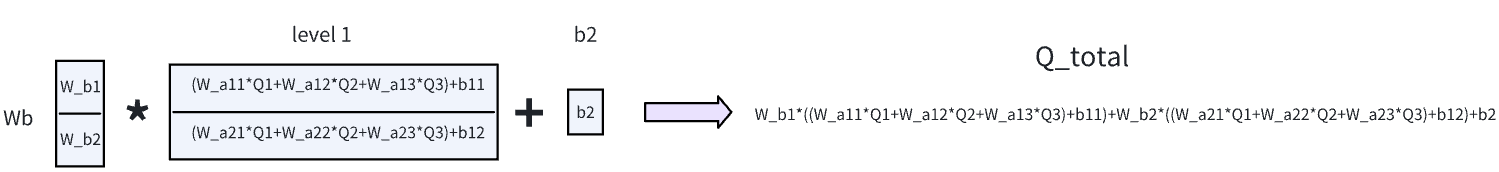 level 1
b2
Q_total
Wb
W_b1
W_b2
*
(W_a11*Q1+W_a12*Q2+W_a13*Q3)+b11
(W_a21*Q1+W_a22*Q2+W_a23*Q3)+b12
+
b2
W_b1*((W_a11*Q1+W_a12*Q2+W_a13*Q3)+b11)+W_b2*((W_a21*Q1+W_a22*Q2+W_a23*Q3)+b12)+b2